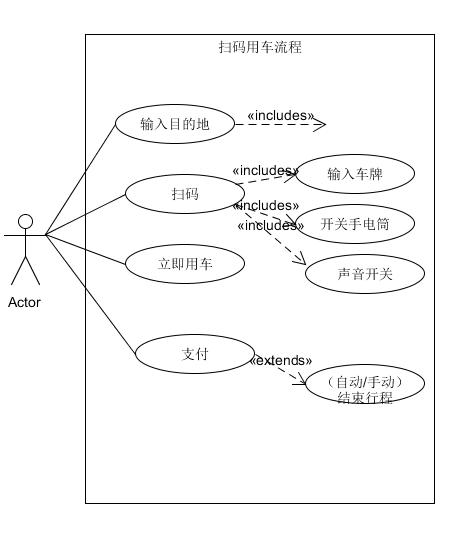 扫码用车流程
输入目的地
«includes»
«includes»
输入车牌
扫码
«includes»
开关手电筒
«includes»
立即用车
声音开关
Actor
支付
«extends»
（自动/手动）
结束行程